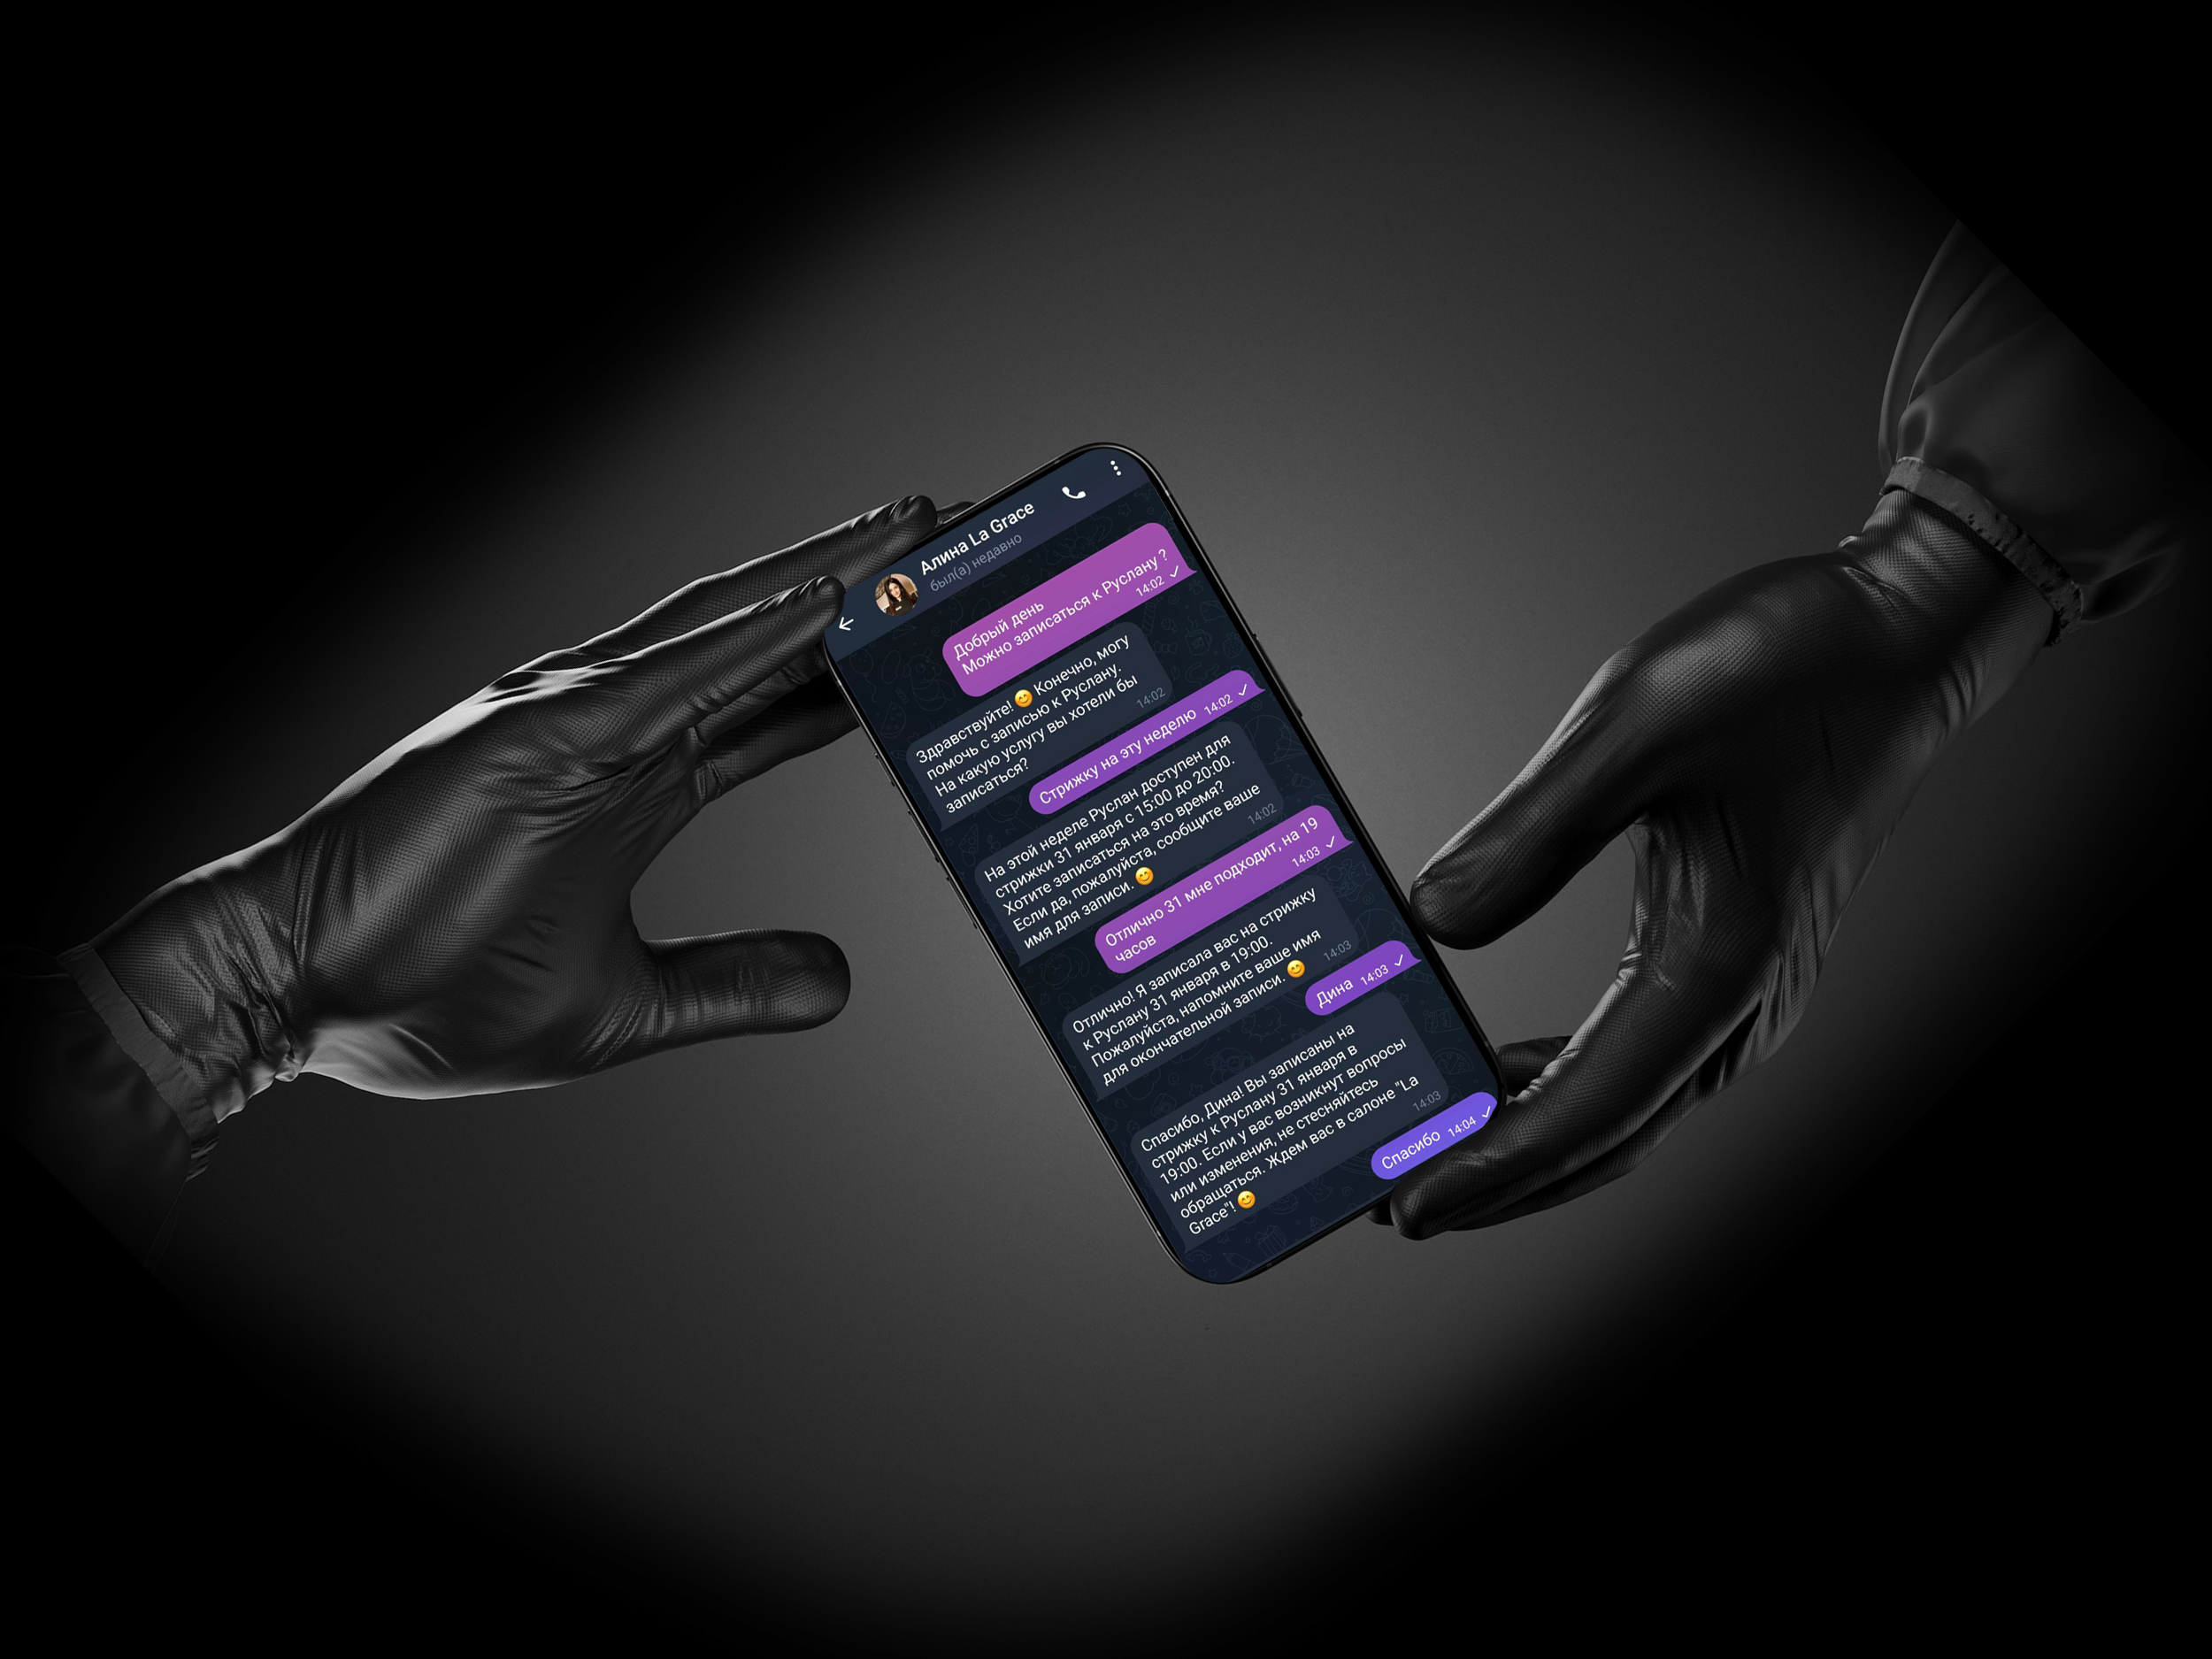 Алина La Grace
был(а) недавно
Добрый день
Можно записаться к Руслану ?
14:02
Здравствуйте! 😊 Конечно, могу
помочь с записью к Руслану.
На какую услугу вы хотели бы
записаться?
14:02
Стрижку на эту неделю 14:02
На этой неделе Руслан доступен для
стрижки 31 января с 15:00 до 20:00.
Хотите записаться на это время?
Если да, пожалуйста, сообщите ваше
имя для записи. 😊
14:02
Отлично 31 мне подходит, на 19
часов
14:03
Отлично! Я записала вас на стрижку
к Руслану 31 января в 19:00.
Пожалуйста, напомните ваше имя
для окончательной записи. 😊
14:03
Дина 14:03
Спасибо, Дина! Вы записаны на
стрижку к Руслану 31 января в
19:00. Если у вас возникнут вопросы
или изменения, не стесняйтесь
обращаться. Ждем вас в салоне "La
Grace"! 😊
14:03
Спасибо 14:04